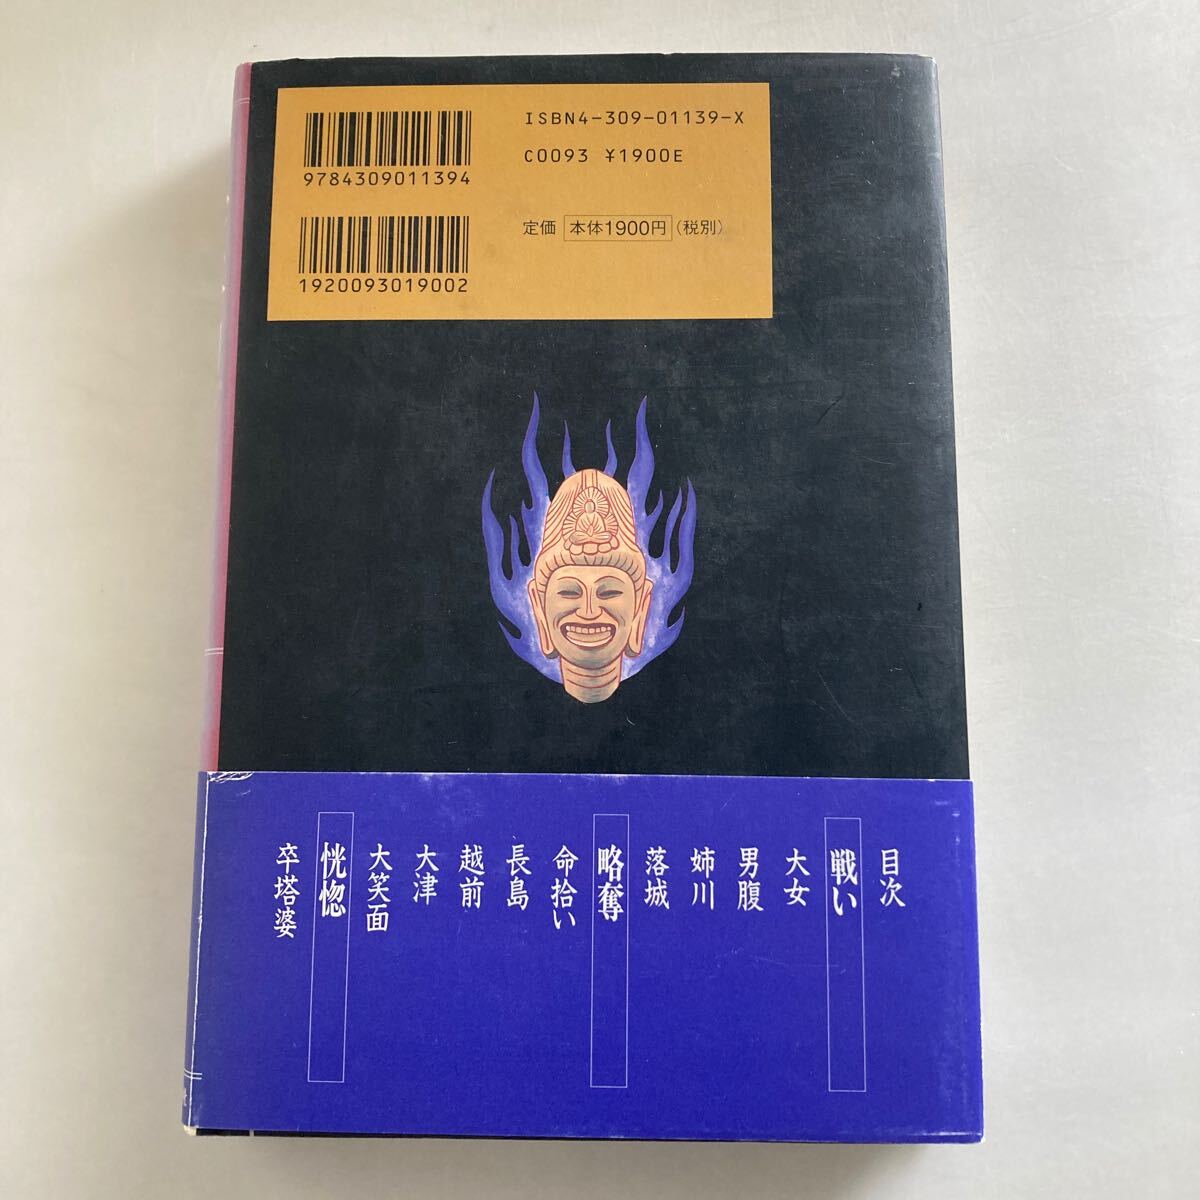 ISBN4-309-01139-X
C0093 ¥1900E
9784309011394
定価 本体1900円(税別)
1920093019002
目次
戦い
大女
男腹
姉川
落城
略奪
命拾い
長島
越前
大津
大笑面
恍惚
卒塔婆